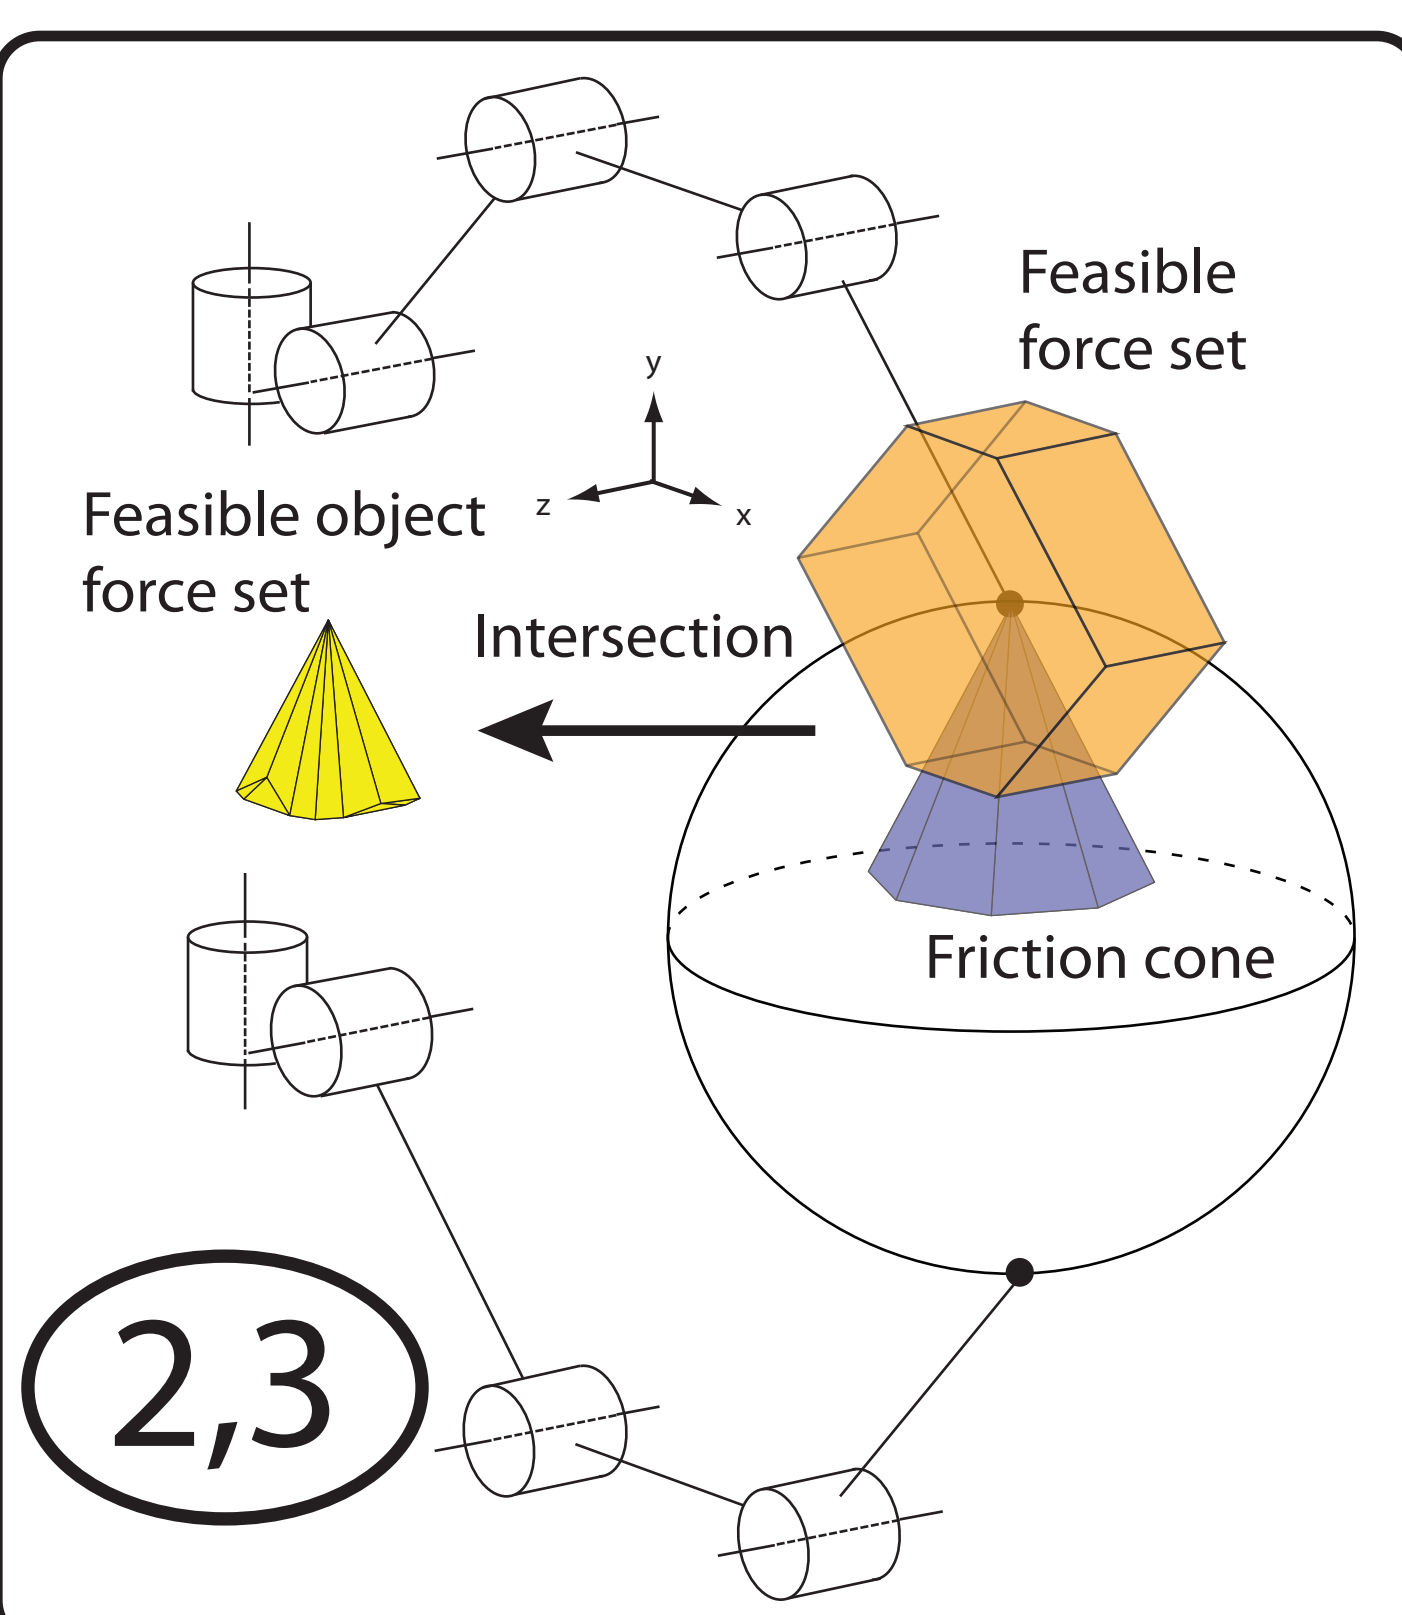 Feasible
force set
y
z
x
Feasible object
force set
Intersection
Friction cone
2,3